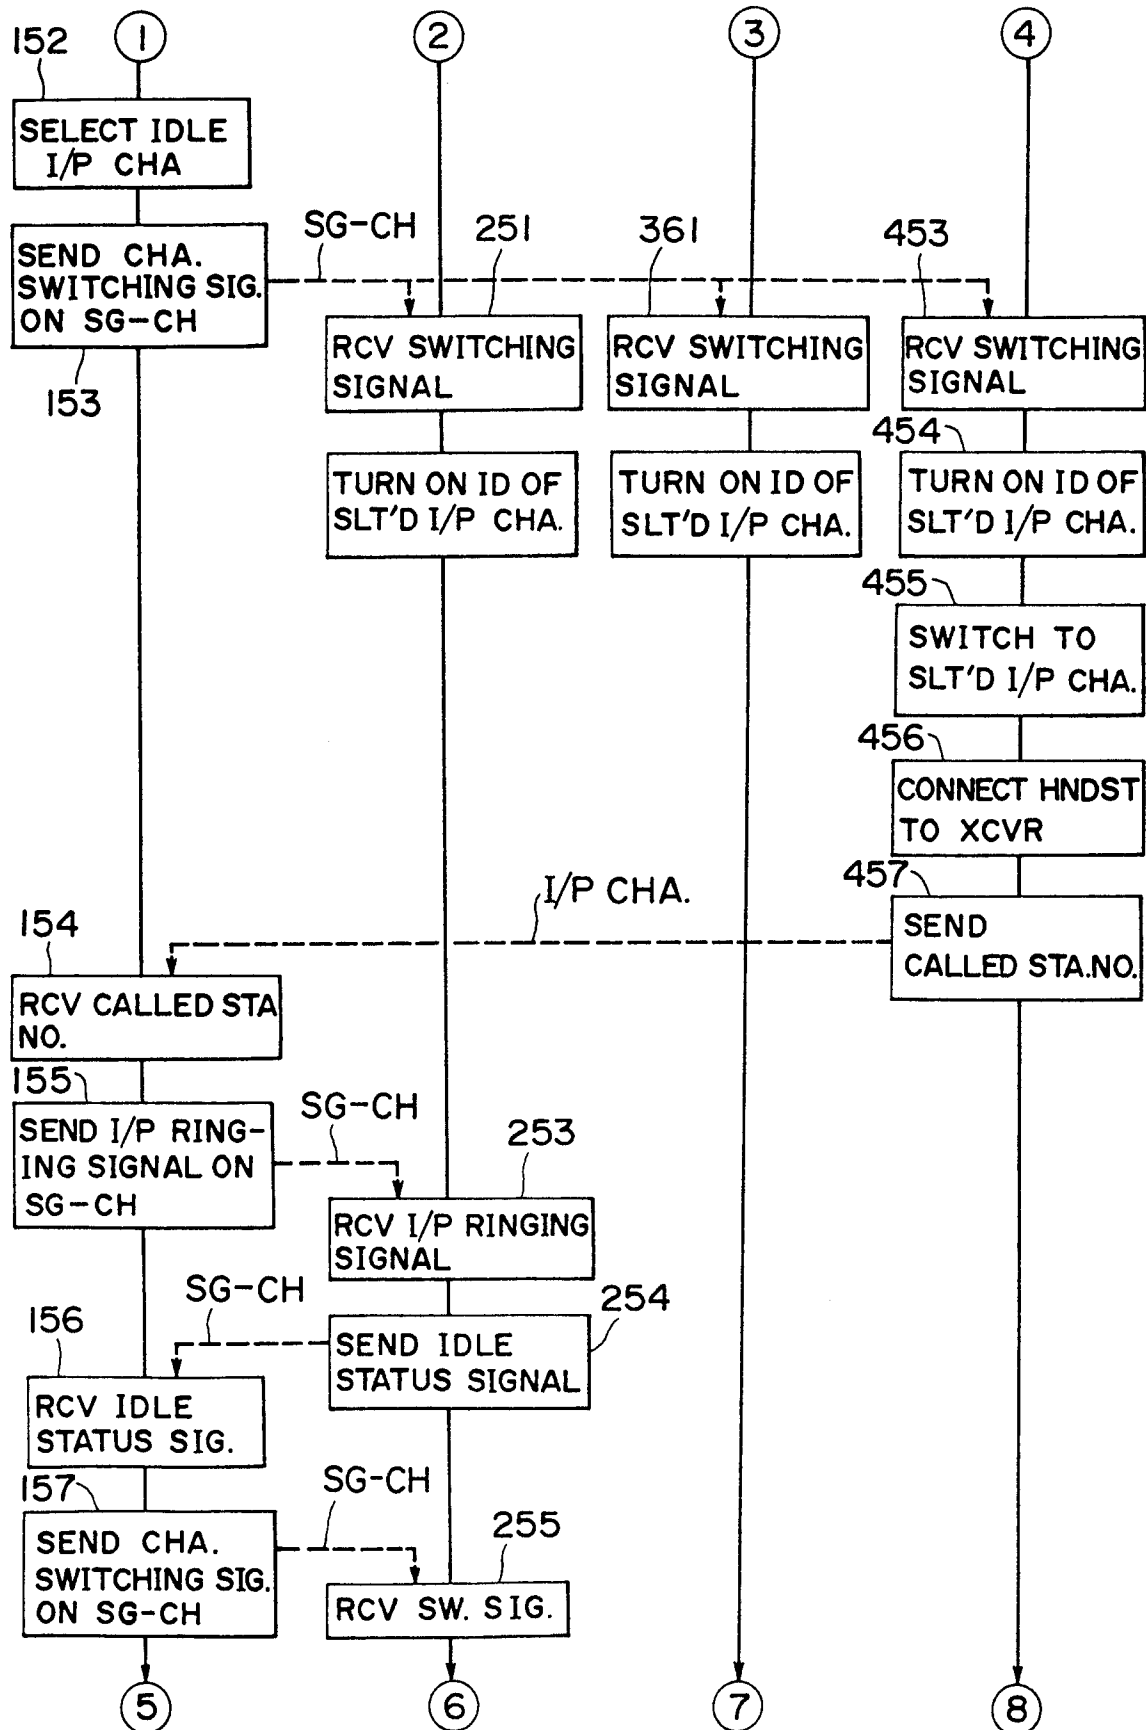 1
2
3
4
152
SELECT IDLE
I/P CHA
SEND CHA.
SWITCHING SIG.
ON SG-CH
153
SG-CH
251
361
453
RCV SWITCHING
SIGNAL
RCV SWITCHING
SIGNAL
RCV SWITCHING
SIGNAL
454
TURN ON ID OF
SLT'D I/P CHA.
TURN ON ID OF
SLT'D I/P CHA.
TURN ON ID OF
SLT'D I/P CHA.
455
SWITCH TO
SLT'D I/P CHA.
456
CONNECT HNDST
TO XCVR
457
SEND
CALLED STA.NO.
I/P CHA.
154
RCV CALLED STA
NO.
155
SEND I/P RING-
ING SIGNAL ON
SG-CH
SG-CH
253
RCV I/P RINGING
SIGNAL
254
SEND IDLE
STATUS SIGNAL
SG-CH
156
RCV IDLE
STATUS SIG.
157
SEND CHA.
SWITCHING SIG.
ON SG-CH
SG-CH
255
RCV SW. SIG.
5
6
7
8